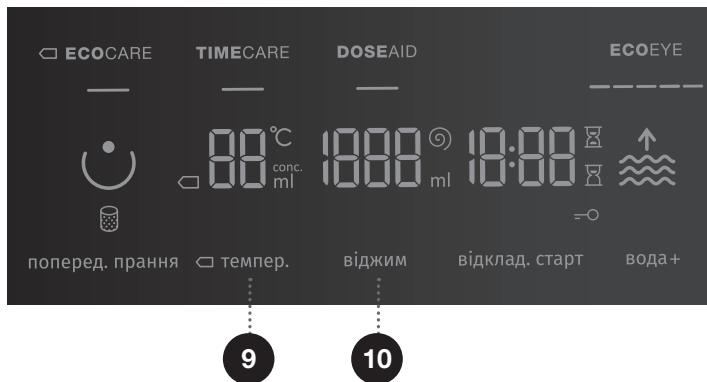 ECOCARE TIMECARE DOSEAID ECOEYE
88 °C 1888 18:88
conc.
ml ml
поперед. прання темпер. віджим відклад. старт вода+
9 10